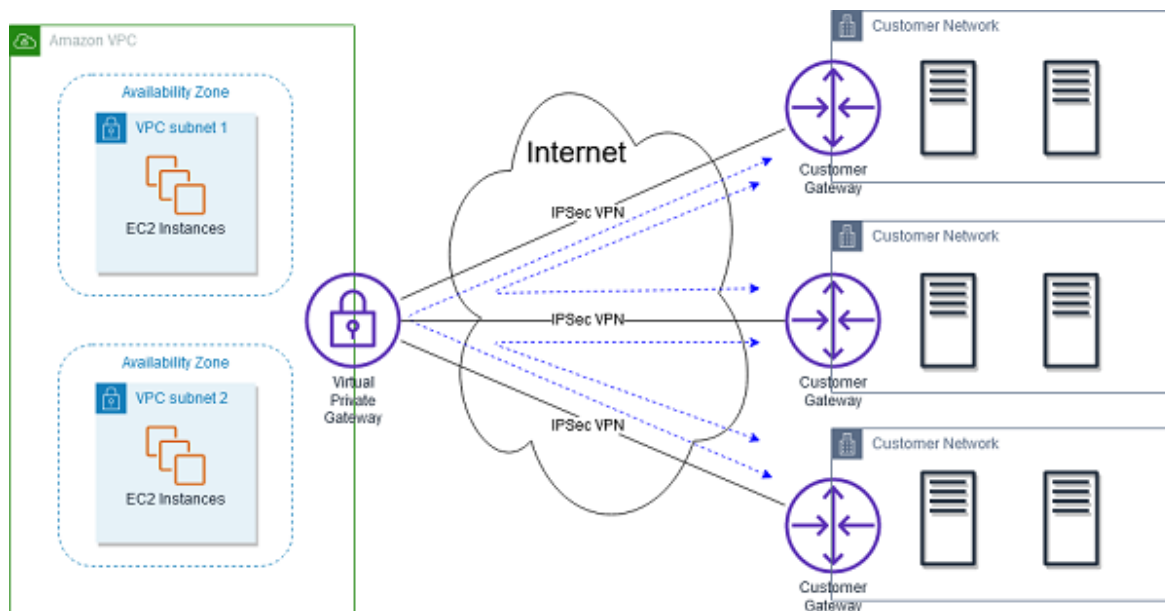 Amazon VPC
Availability Zone
VPC subnet 1
EC2 Instances
Availability Zone
VPC subnet 2
EC2 Instances
Virtual
Private
Gateway
Internet
IPSec VPN
IPSec VPN
IPSec VPN
Customer Network
Customer
Gateway
Customer Network
Customer
Gateway
Customer Network
Customer
Gateway